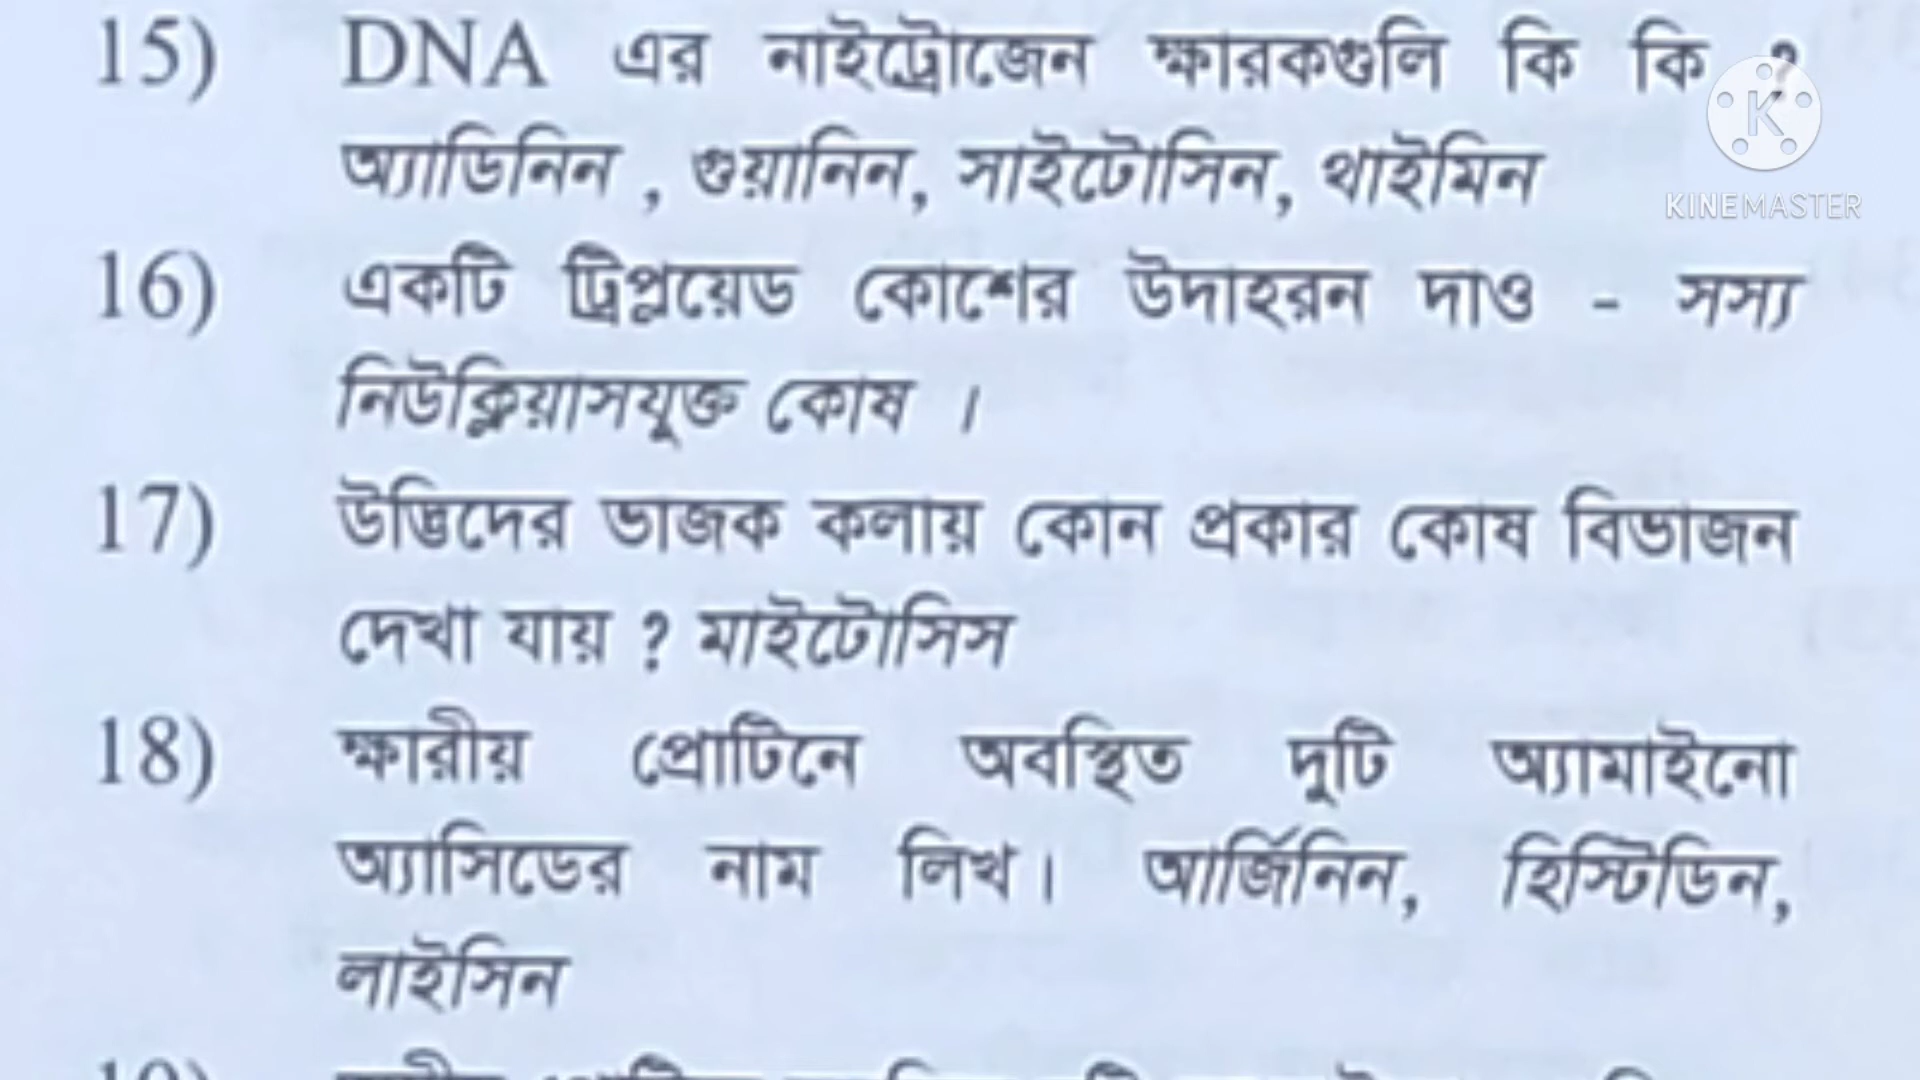 15) DNA এর নাইট্রোজেন ক্ষারকগুলি কি কি ?
অ্যাডিনিন , গুয়ানিন, সাইটোসিন, থাইমিন
KINEMASTER
16) একটি ট্রিপ্লয়েড কোশের উদাহরন দাও - সস্য
নিউক্লিয়াসযুক্ত কোষ ।
17) উদ্ভিদের ভাজক কলায় কোন প্রকার কোষ বিভাজন
দেখা যায় ? মাইটোসিস
18) ক্ষারীয় প্রোটিনে অবস্থিত দুটি অ্যামাইনো
অ্যাসিডের নাম লিখ। আর্জিনিন, হিস্টিডিন,
লাইসিন